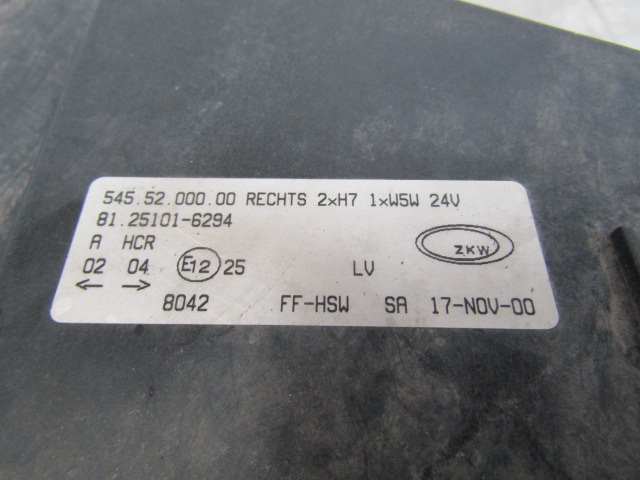 545.52.000.00 RECHTS 2xH7 1xW5W 24V
81.25101-6294
ZKW
A HCR
02 04 E12 25 LV
← →
8042 FF-HSW SA 17-NOV-00